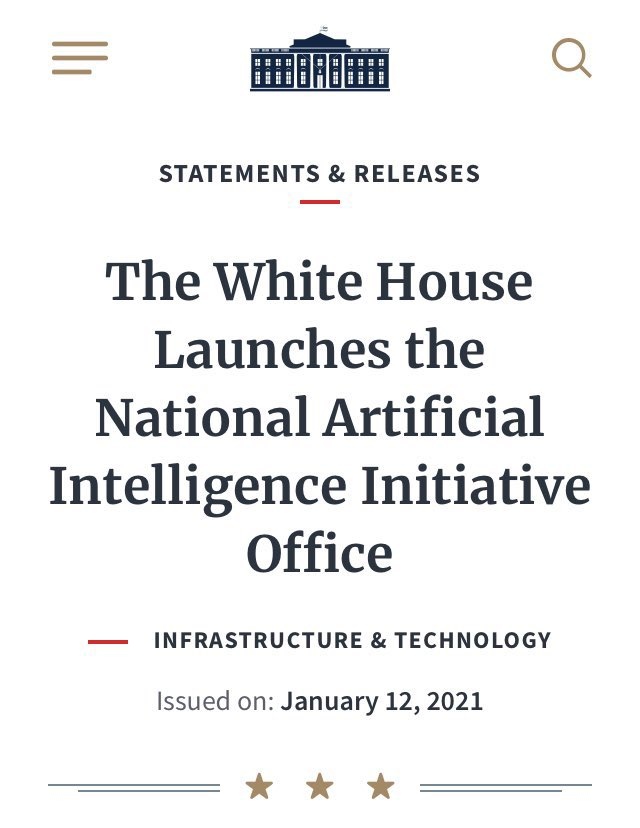 STATEMENTS & RELEASES
The White House
Launches the
National Artificial
Intelligence Initiative
Office
INFRASTRUCTURE & TECHNOLOGY
Issued on: January 12, 2021